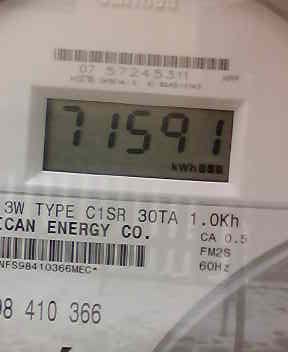 07 57245311
71591
kWh
3W TYPE C1SR 30TA 1.0Kh
ICAN ENERGY CO.
CA 0.5
FM2S
NFS98410366MEC*
60Hz
98 410 366